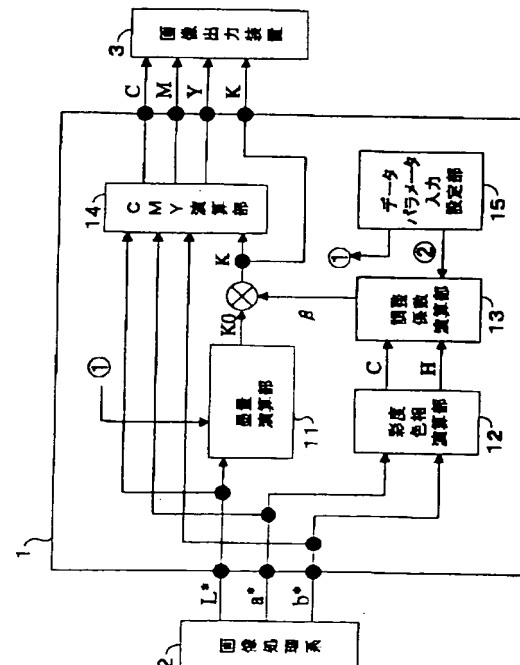 1
2
画像処理系
L*
a*
b*
①
墨量
演算部
11
K0
K
β
14
CMY演算部
彩度
色相
演算部
12
C
H
調整
係数
演算部
13
①
②
データ
パラメータ
入力
設定部
15
C
M
Y
K
3
画像出力装置